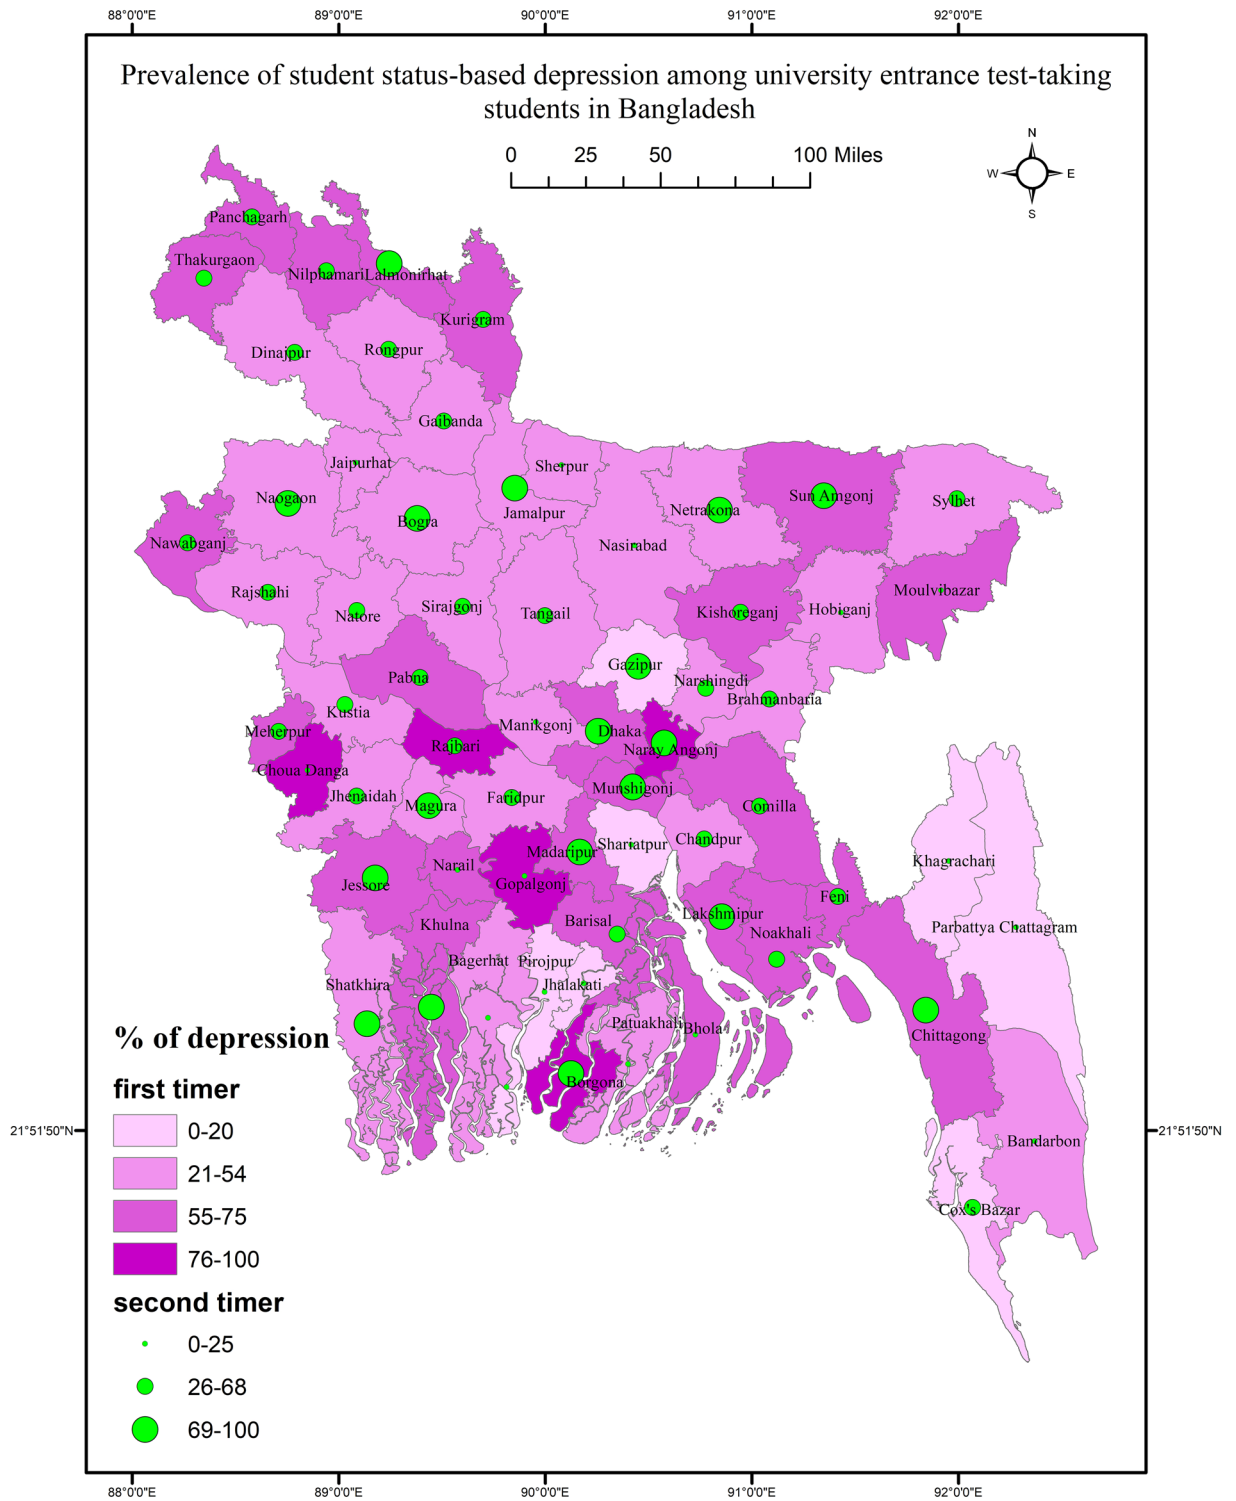 88°0'0"E 89°0'0"E 90°0'0"E 91°0'0"E 92°0'0"E
Prevalence of student status-based depression among university entrance test-taking
students in Bangladesh
0 25 50 100 Miles
N
W E
S
Panchagarh
Thakurgaon
Nilphamari Lalmonirhat
Kurigram
Dinajpur Rongpur
Gaibanda
Jaipurhat Sherpur
Naogaon Sun Amgonj Sylhet
Bogra Jamalpur Netrakona
Nawabganj Nasirabad
Rajshahi Moulvibazar
Natore Sirajgonj Tangail Kishoreganj Hobiganj
Gazipur
Pabna Narshingdi
Kustia Brahmanbaria
Meherpur Manikgonj Dhaka
Rajbari Naray Angonj
Choua Danga
Jhenaidah Magura Faridpur Munshigonj Comilla
Madaripur Shariatpur Chandpur
Khagrachari
Jessore Narail Gopalgonj
Feni
Khulna Barisal Lakshmipur
Noakhali Parbattya Chattagram
Bagerhat Pirojpur
Shatkhira Jhalakati
Patuakhali Bhola Chittagong
Borgona
% of depression
first timer
0-20
21°51'50"N 21°51'50"N
Bandarbon
21-54
Cox's Bazar
55-75
76-100
second timer
0-25
26-68
69-100
88°0'0"E 89°0'0"E 90°0'0"E 91°0'0"E 92°0'0"E